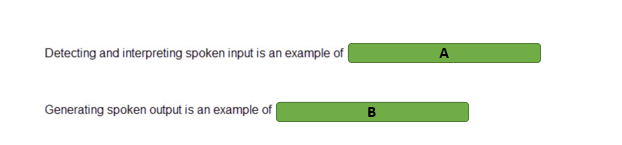 Detecting and interpreting spoken input is an example of A
Generating spoken output is an example of B